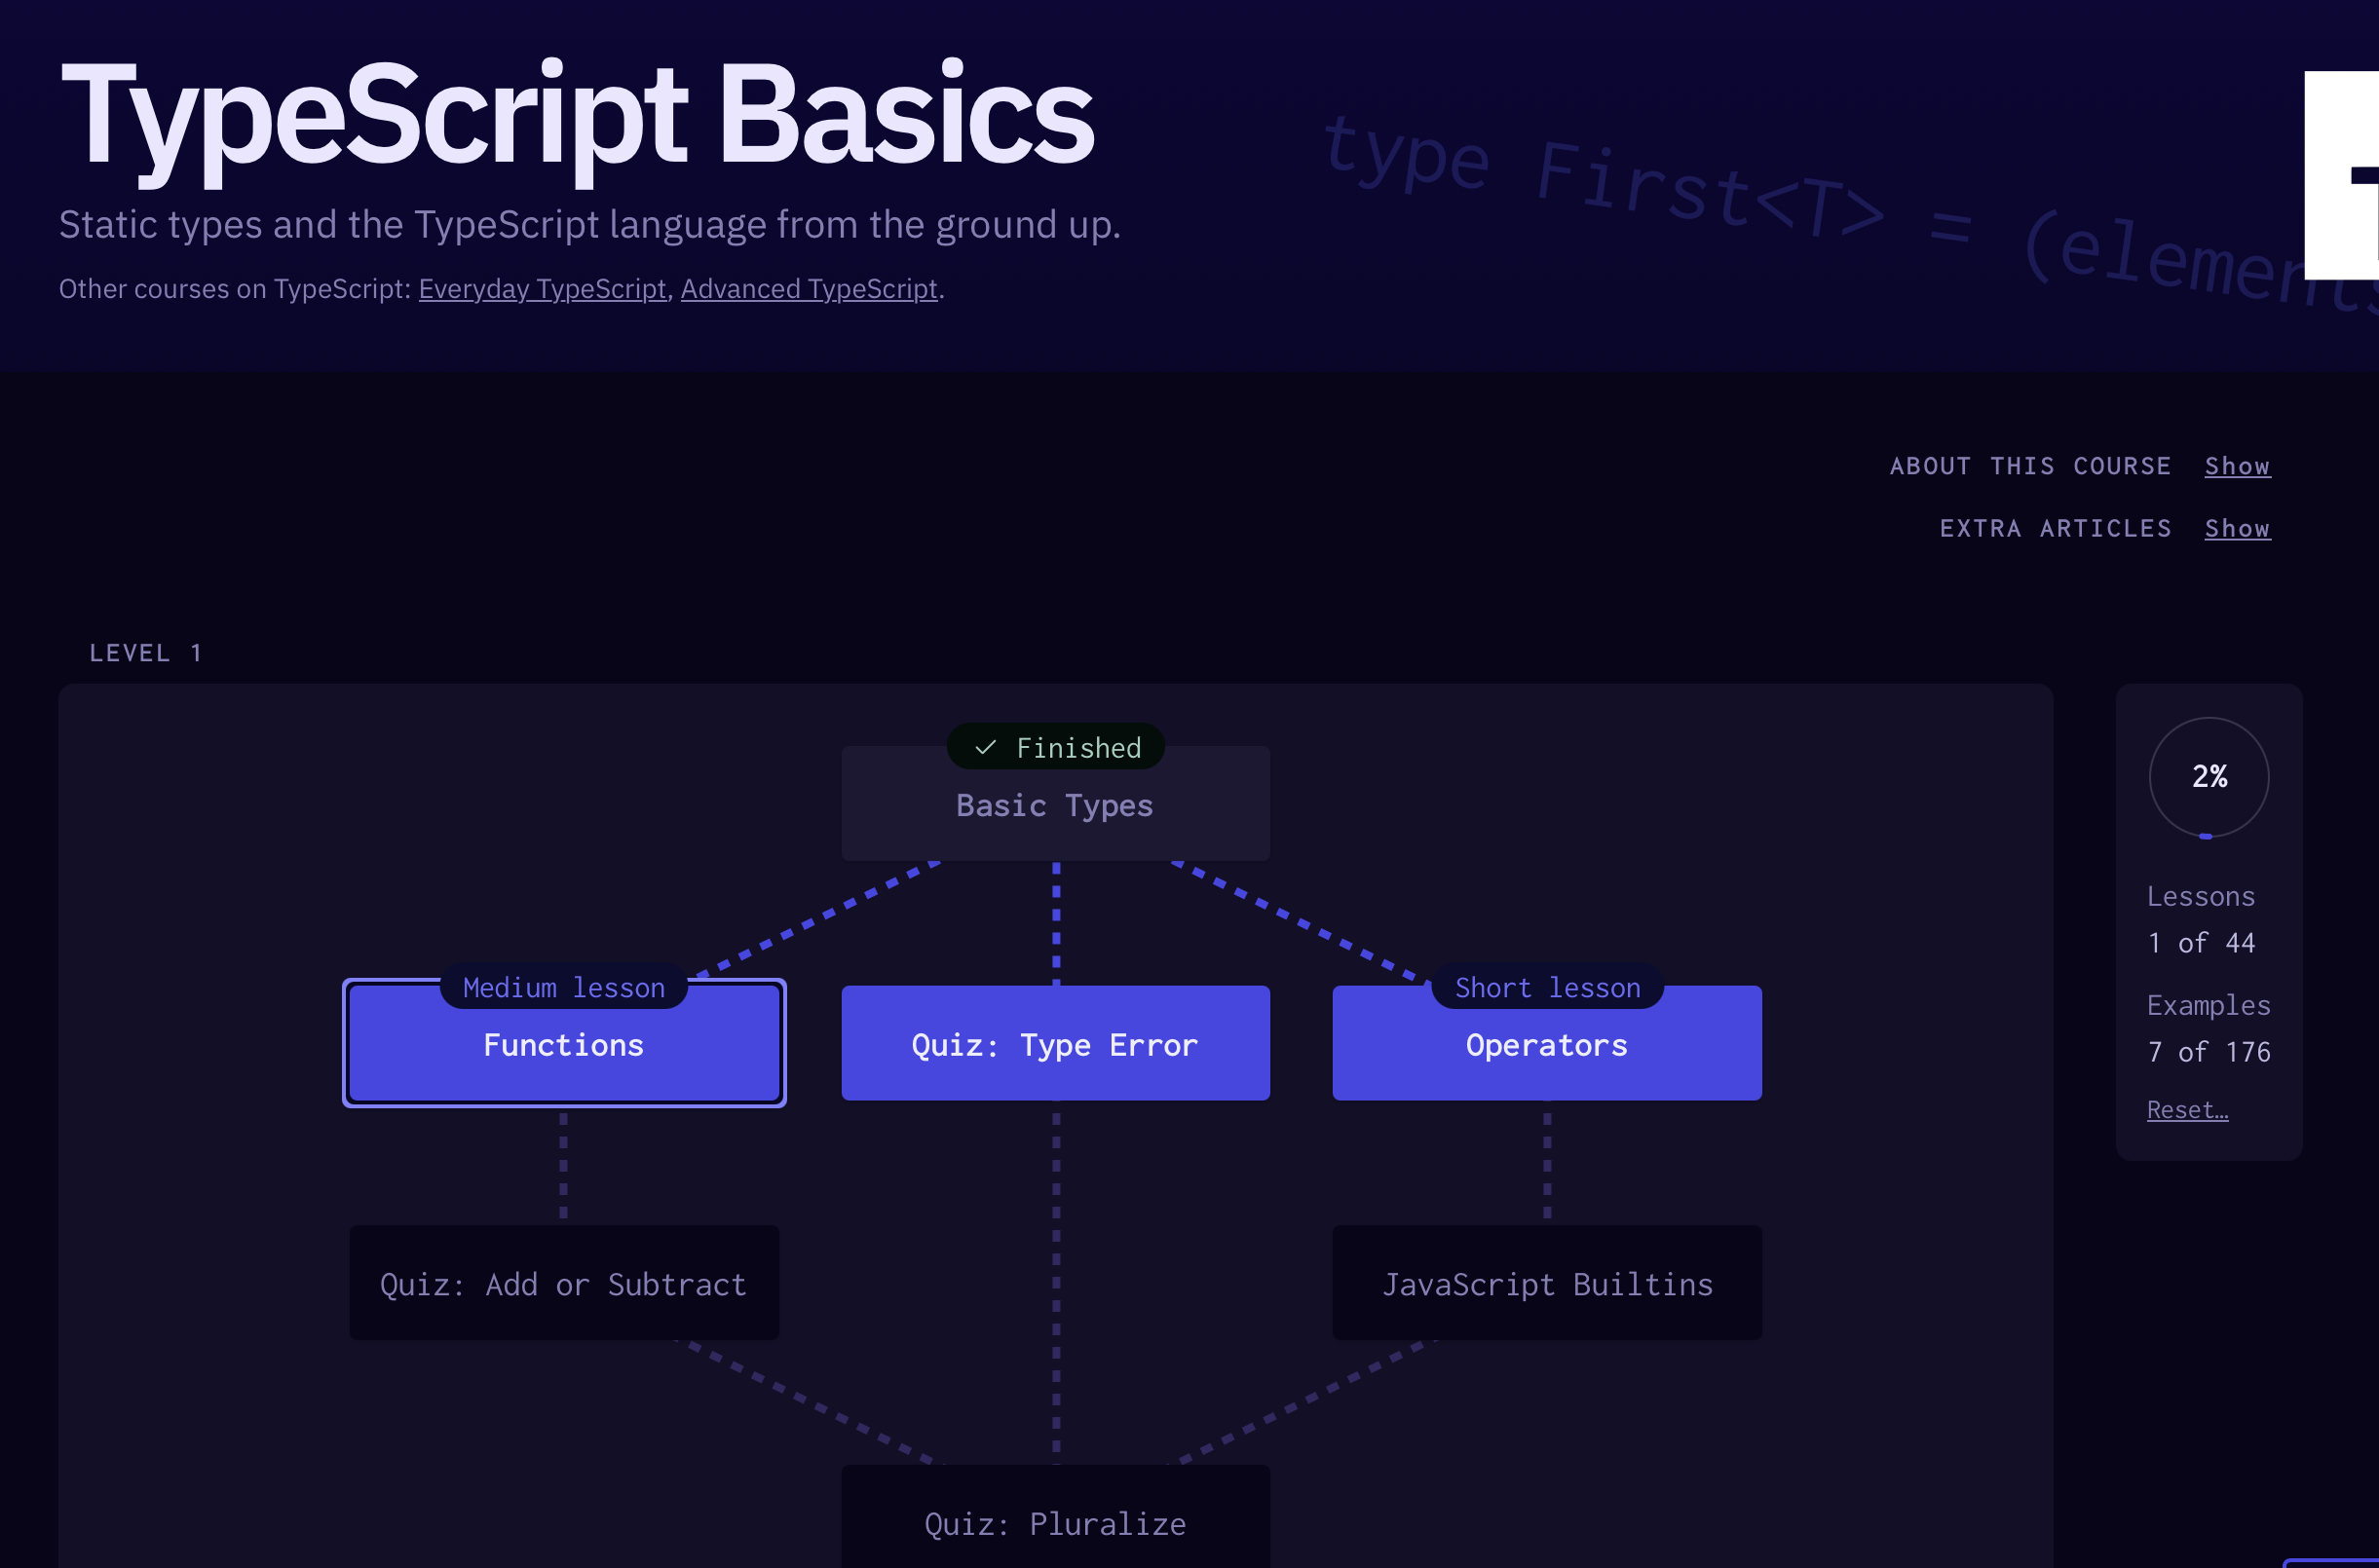 TypeScript Basics
Static types and the TypeScript language from the ground up.
Other courses on TypeScript: Everyday TypeScript, Advanced TypeScript.
type First<T> = (elements
ABOUT THIS COURSE Show
EXTRA ARTICLES Show
LEVEL 1
Finished
Basic Types
2%
Lessons
1 of 44
Examples
7 of 176
Reset…
Medium lesson
Functions
Quiz: Type Error
Short lesson
Operators
Quiz: Add or Subtract
JavaScript Builtins
Quiz: Pluralize